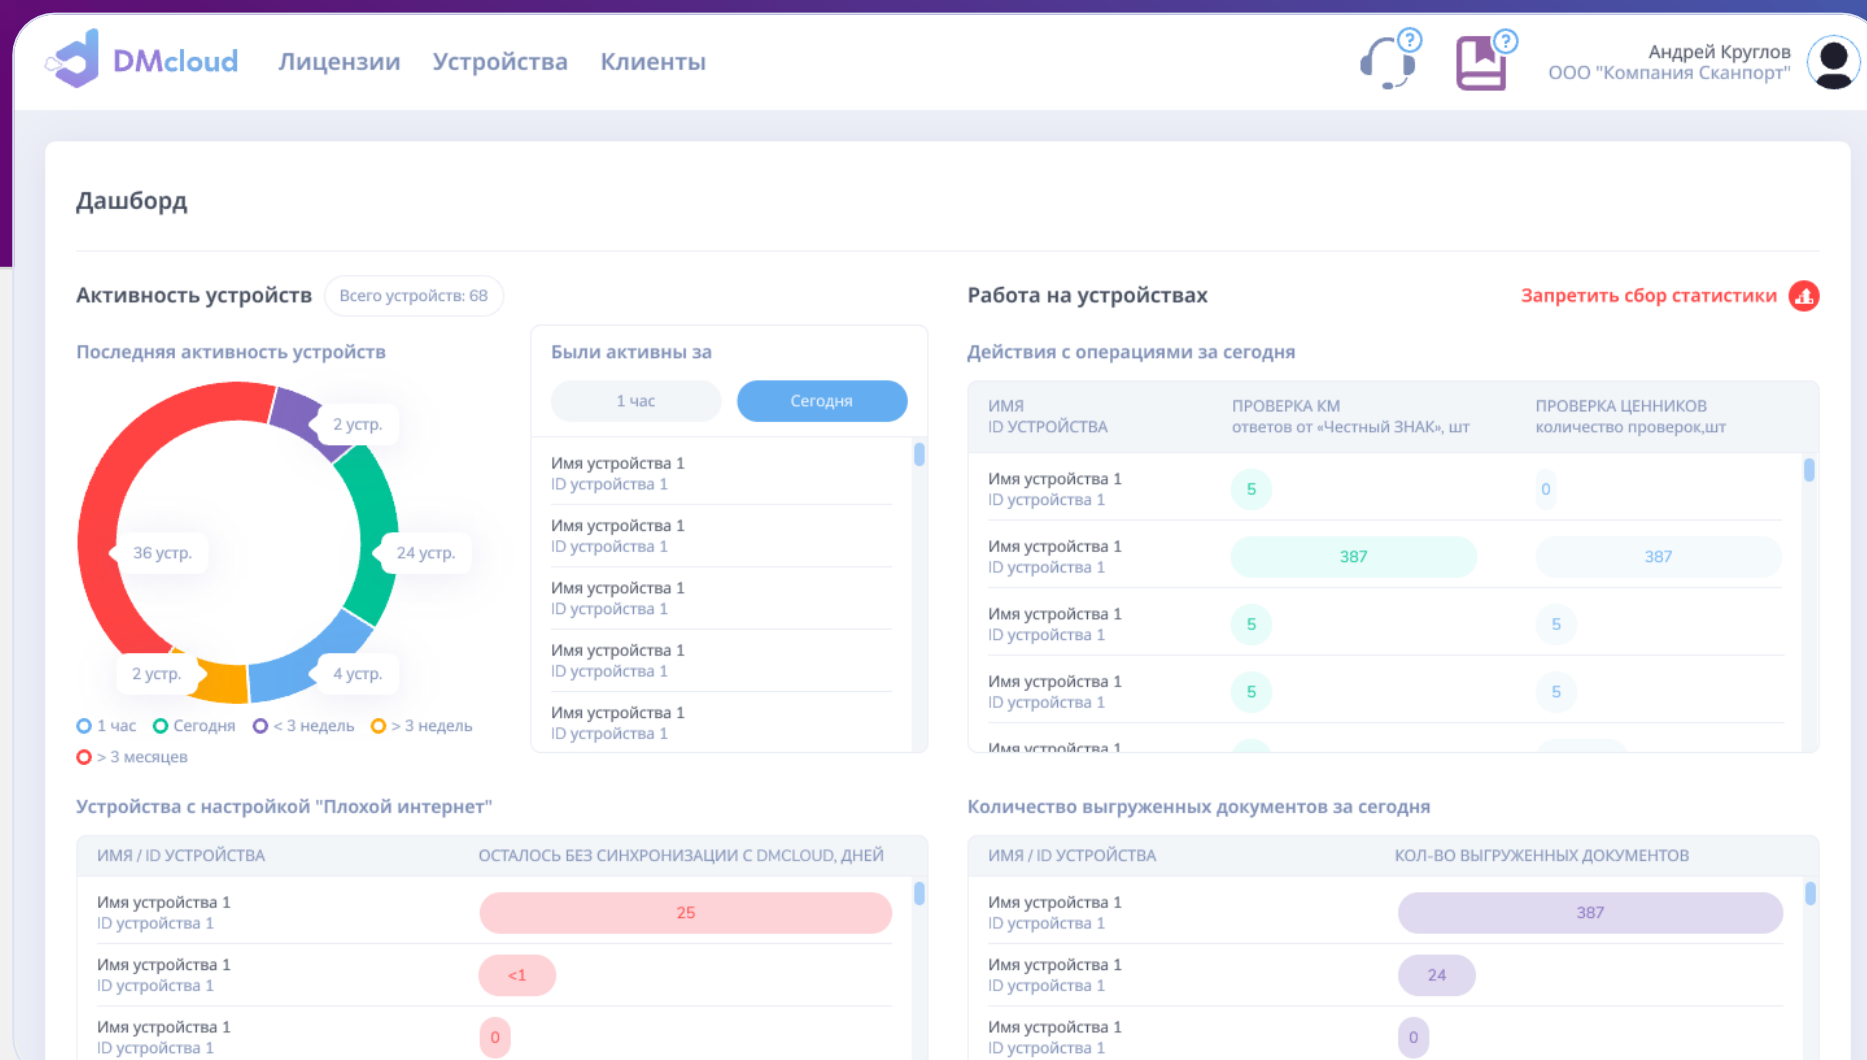 DMcloud
Лицензии
Устройства
Клиенты
?
?
Андрей Круглов
ООО "Компания Сканпорт"
Дашборд
Активность устройств
Всего устройств: 68
Последняя активность устройств
2 устр.
36 устр.
24 устр.
2 устр.
4 устр.
1 час
Сегодня
< 3 недель
> 3 недель
> 3 месяцев
Были активны за
1 час
Сегодня
Имя устройства 1
ID устройства 1
Имя устройства 1
ID устройства 1
Имя устройства 1
ID устройства 1
Имя устройства 1
ID устройства 1
Имя устройства 1
ID устройства 1
Работа на устройствах
Запретить сбор статистики
Действия с операциями за сегодня
ИМЯ
ID УСТРОЙСТВА
ПРОВЕРКА КМ
ответов от «Честный ЗНАК», шт
ПРОВЕРКА ЦЕННИКОВ
количество проверок,шт
Имя устройства 1
ID устройства 1
5
0
Имя устройства 1
ID устройства 1
387
387
Имя устройства 1
ID устройства 1
5
5
Имя устройства 1
ID устройства 1
5
5
Имя устройства 1
Устройства с настройкой "Плохой интернет"
ИМЯ / ID УСТРОЙСТВА
ОСТАЛОСЬ БЕЗ СИНХРОНИЗАЦИИ С DMCLOUD, ДНЕЙ
Имя устройства 1
ID устройства 1
25
Имя устройства 1
ID устройства 1
<1
Имя устройства 1
ID устройства 1
0
Количество выгруженных документов за сегодня
ИМЯ / ID УСТРОЙСТВА
КОЛ-ВО ВЫГРУЖЕННЫХ ДОКУМЕНТОВ
Имя устройства 1
ID устройства 1
387
Имя устройства 1
ID устройства 1
24
Имя устройства 1
ID устройства 1
0